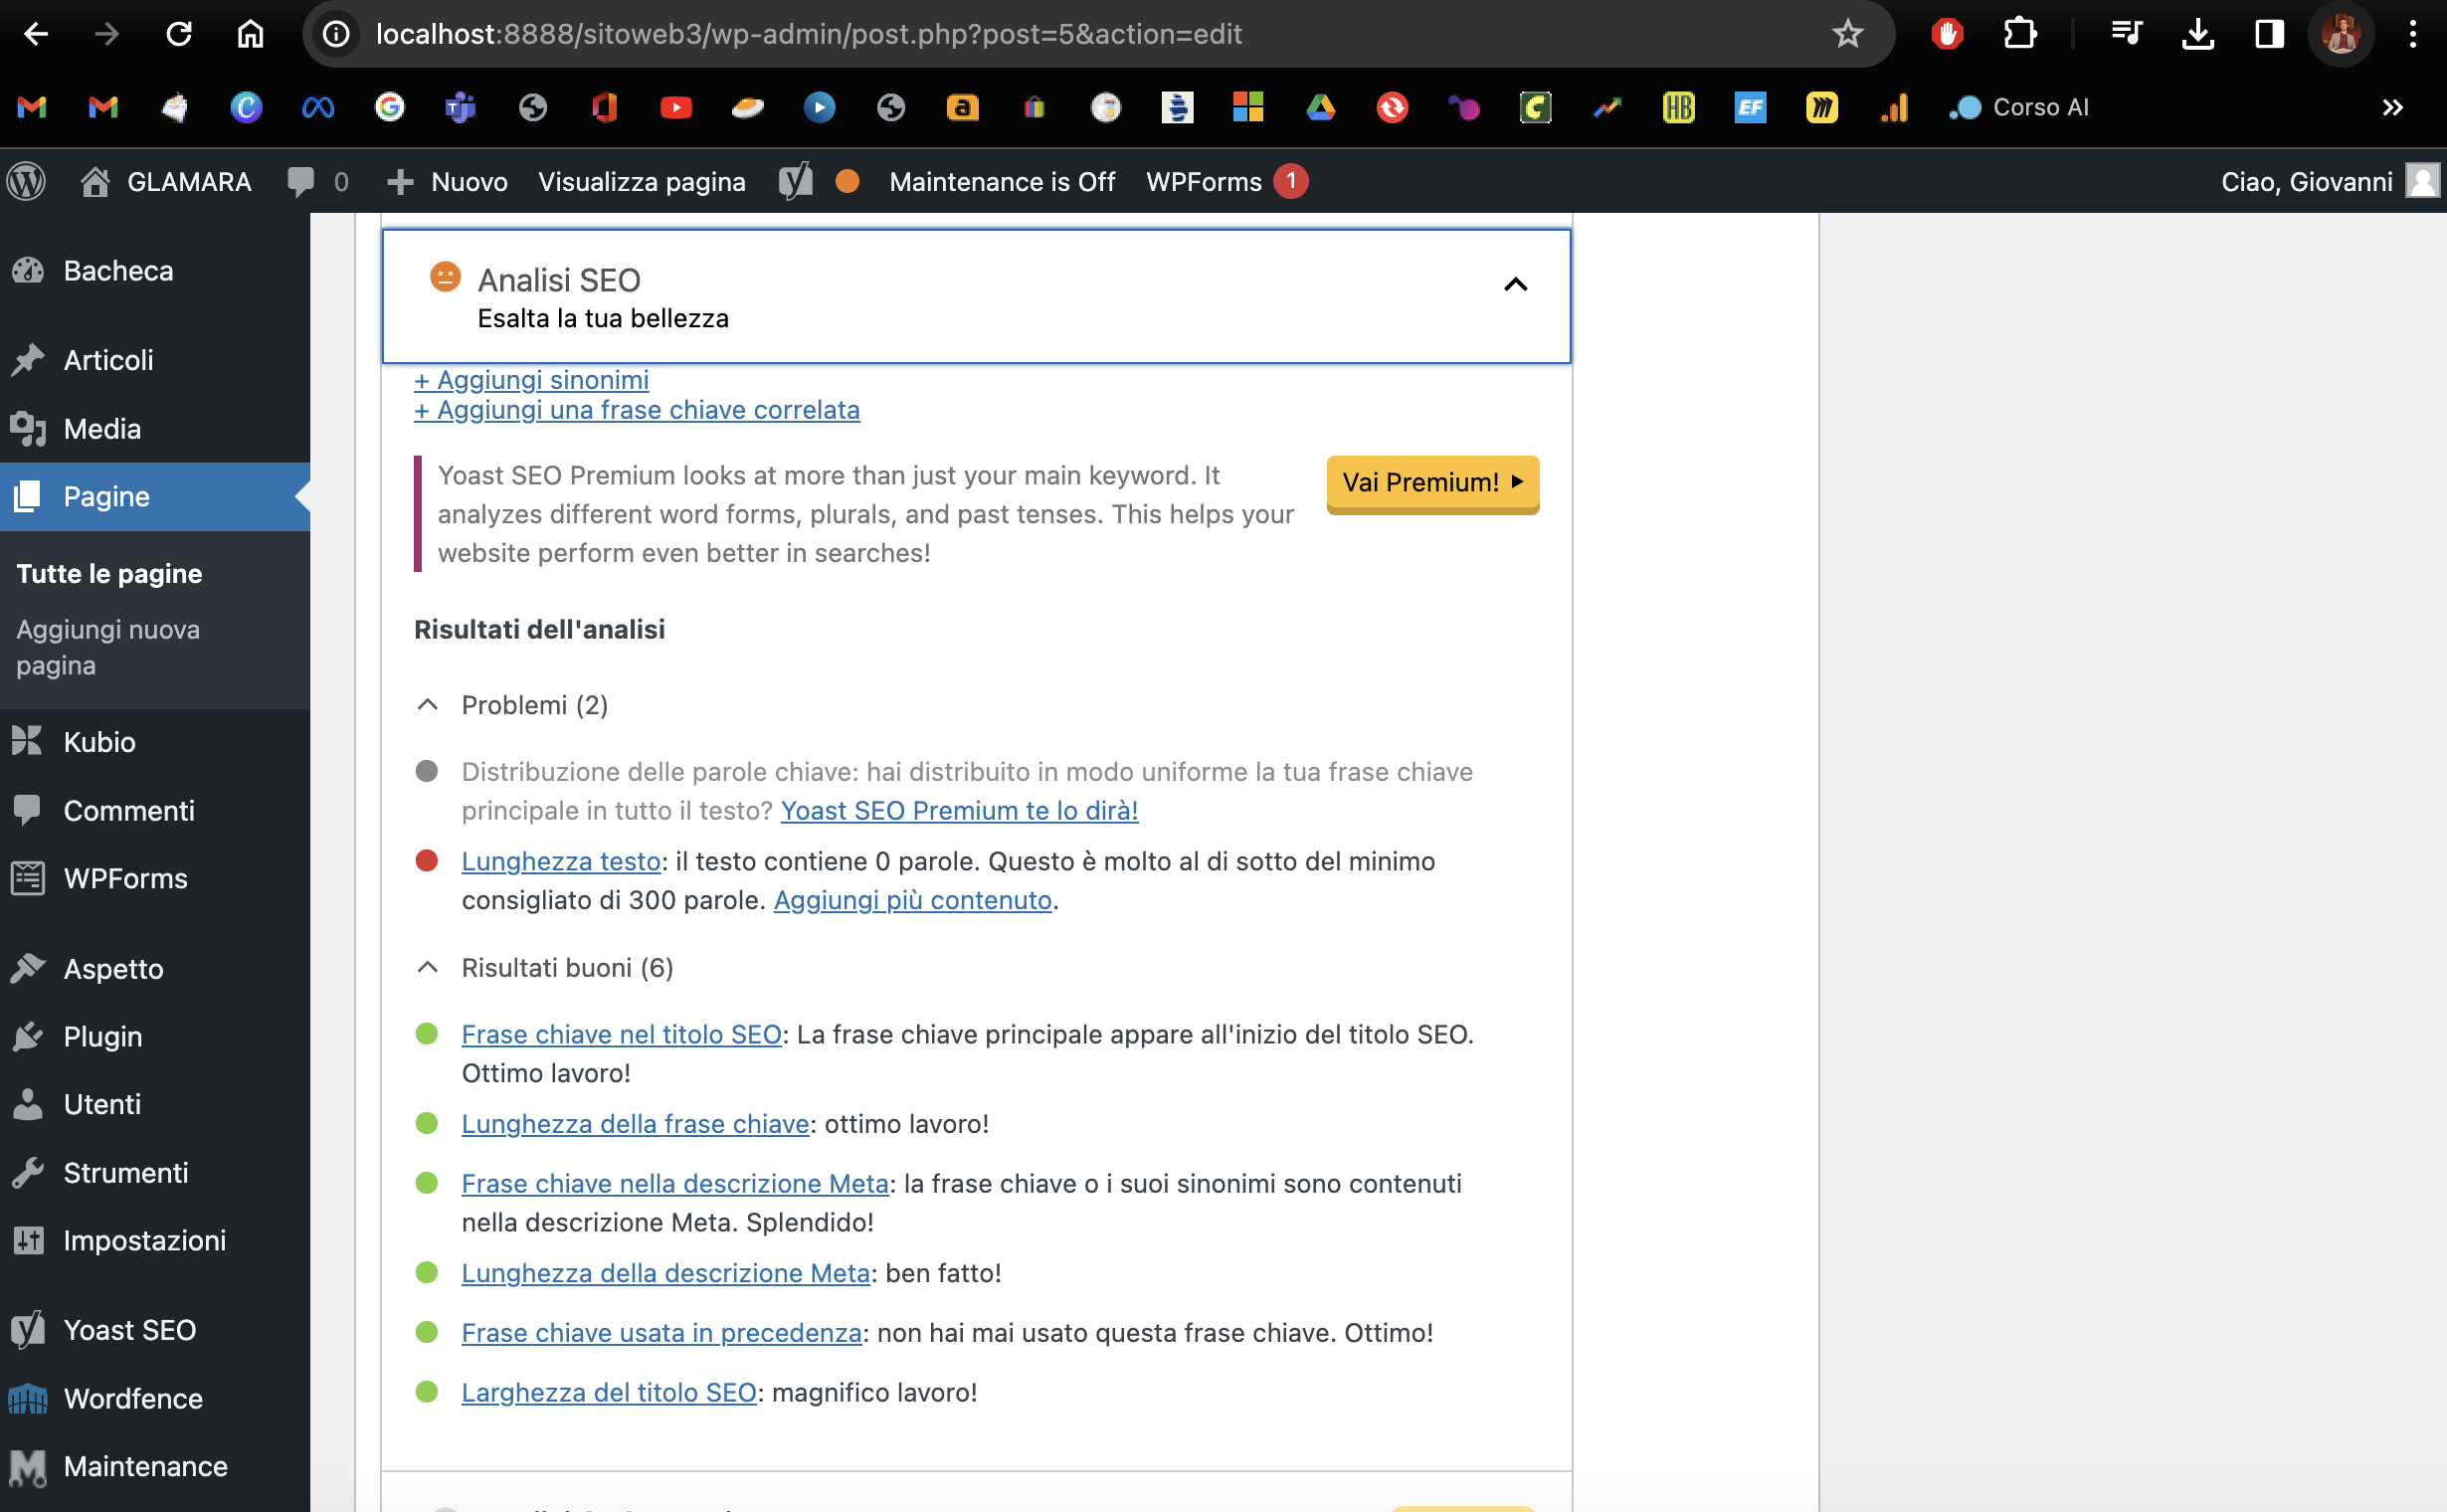 localhost:8888/sitoweb3/wp-admin/post.php?post=5&action=edit
Corso AI
GLAMARA
0
Nuovo
Visualizza pagina
Maintenance is Off
WPForms
1
Ciao, Giovanni
Bacheca
Articoli
Media
Pagine
Tutte le pagine
Aggiungi nuova
pagina
Kubio
Commenti
WPForms
Aspetto
Plugin
Utenti
Strumenti
Impostazioni
Yoast SEO
Wordfence
Maintenance
Analisi SEO
Esalta la tua bellezza
+ Aggiungi sinonimi
+ Aggiungi una frase chiave correlata
Yoast SEO Premium looks at more than just your main keyword. It
analyzes different word forms, plurals, and past tenses. This helps your
website perform even better in searches!
Vai Premium!
Risultati dell'analisi
Problemi (2)
Distribuzione delle parole chiave: hai distribuito in modo uniforme la tua frase chiave
principale in tutto il testo? Yoast SEO Premium te lo dirà!
Lunghezza testo: il testo contiene 0 parole. Questo è molto al di sotto del minimo
consigliato di 300 parole. Aggiungi più contenuto.
Risultati buoni (6)
Frase chiave nel titolo SEO: La frase chiave principale appare all'inizio del titolo SEO.
Ottimo lavoro!
Lunghezza della frase chiave: ottimo lavoro!
Frase chiave nella descrizione Meta: la frase chiave o i suoi sinonimi sono contenuti
nella descrizione Meta. Splendido!
Lunghezza della descrizione Meta: ben fatto!
Frase chiave usata in precedenza: non hai mai usato questa frase chiave. Ottimo!
Larghezza del titolo SEO: magnifico lavoro!